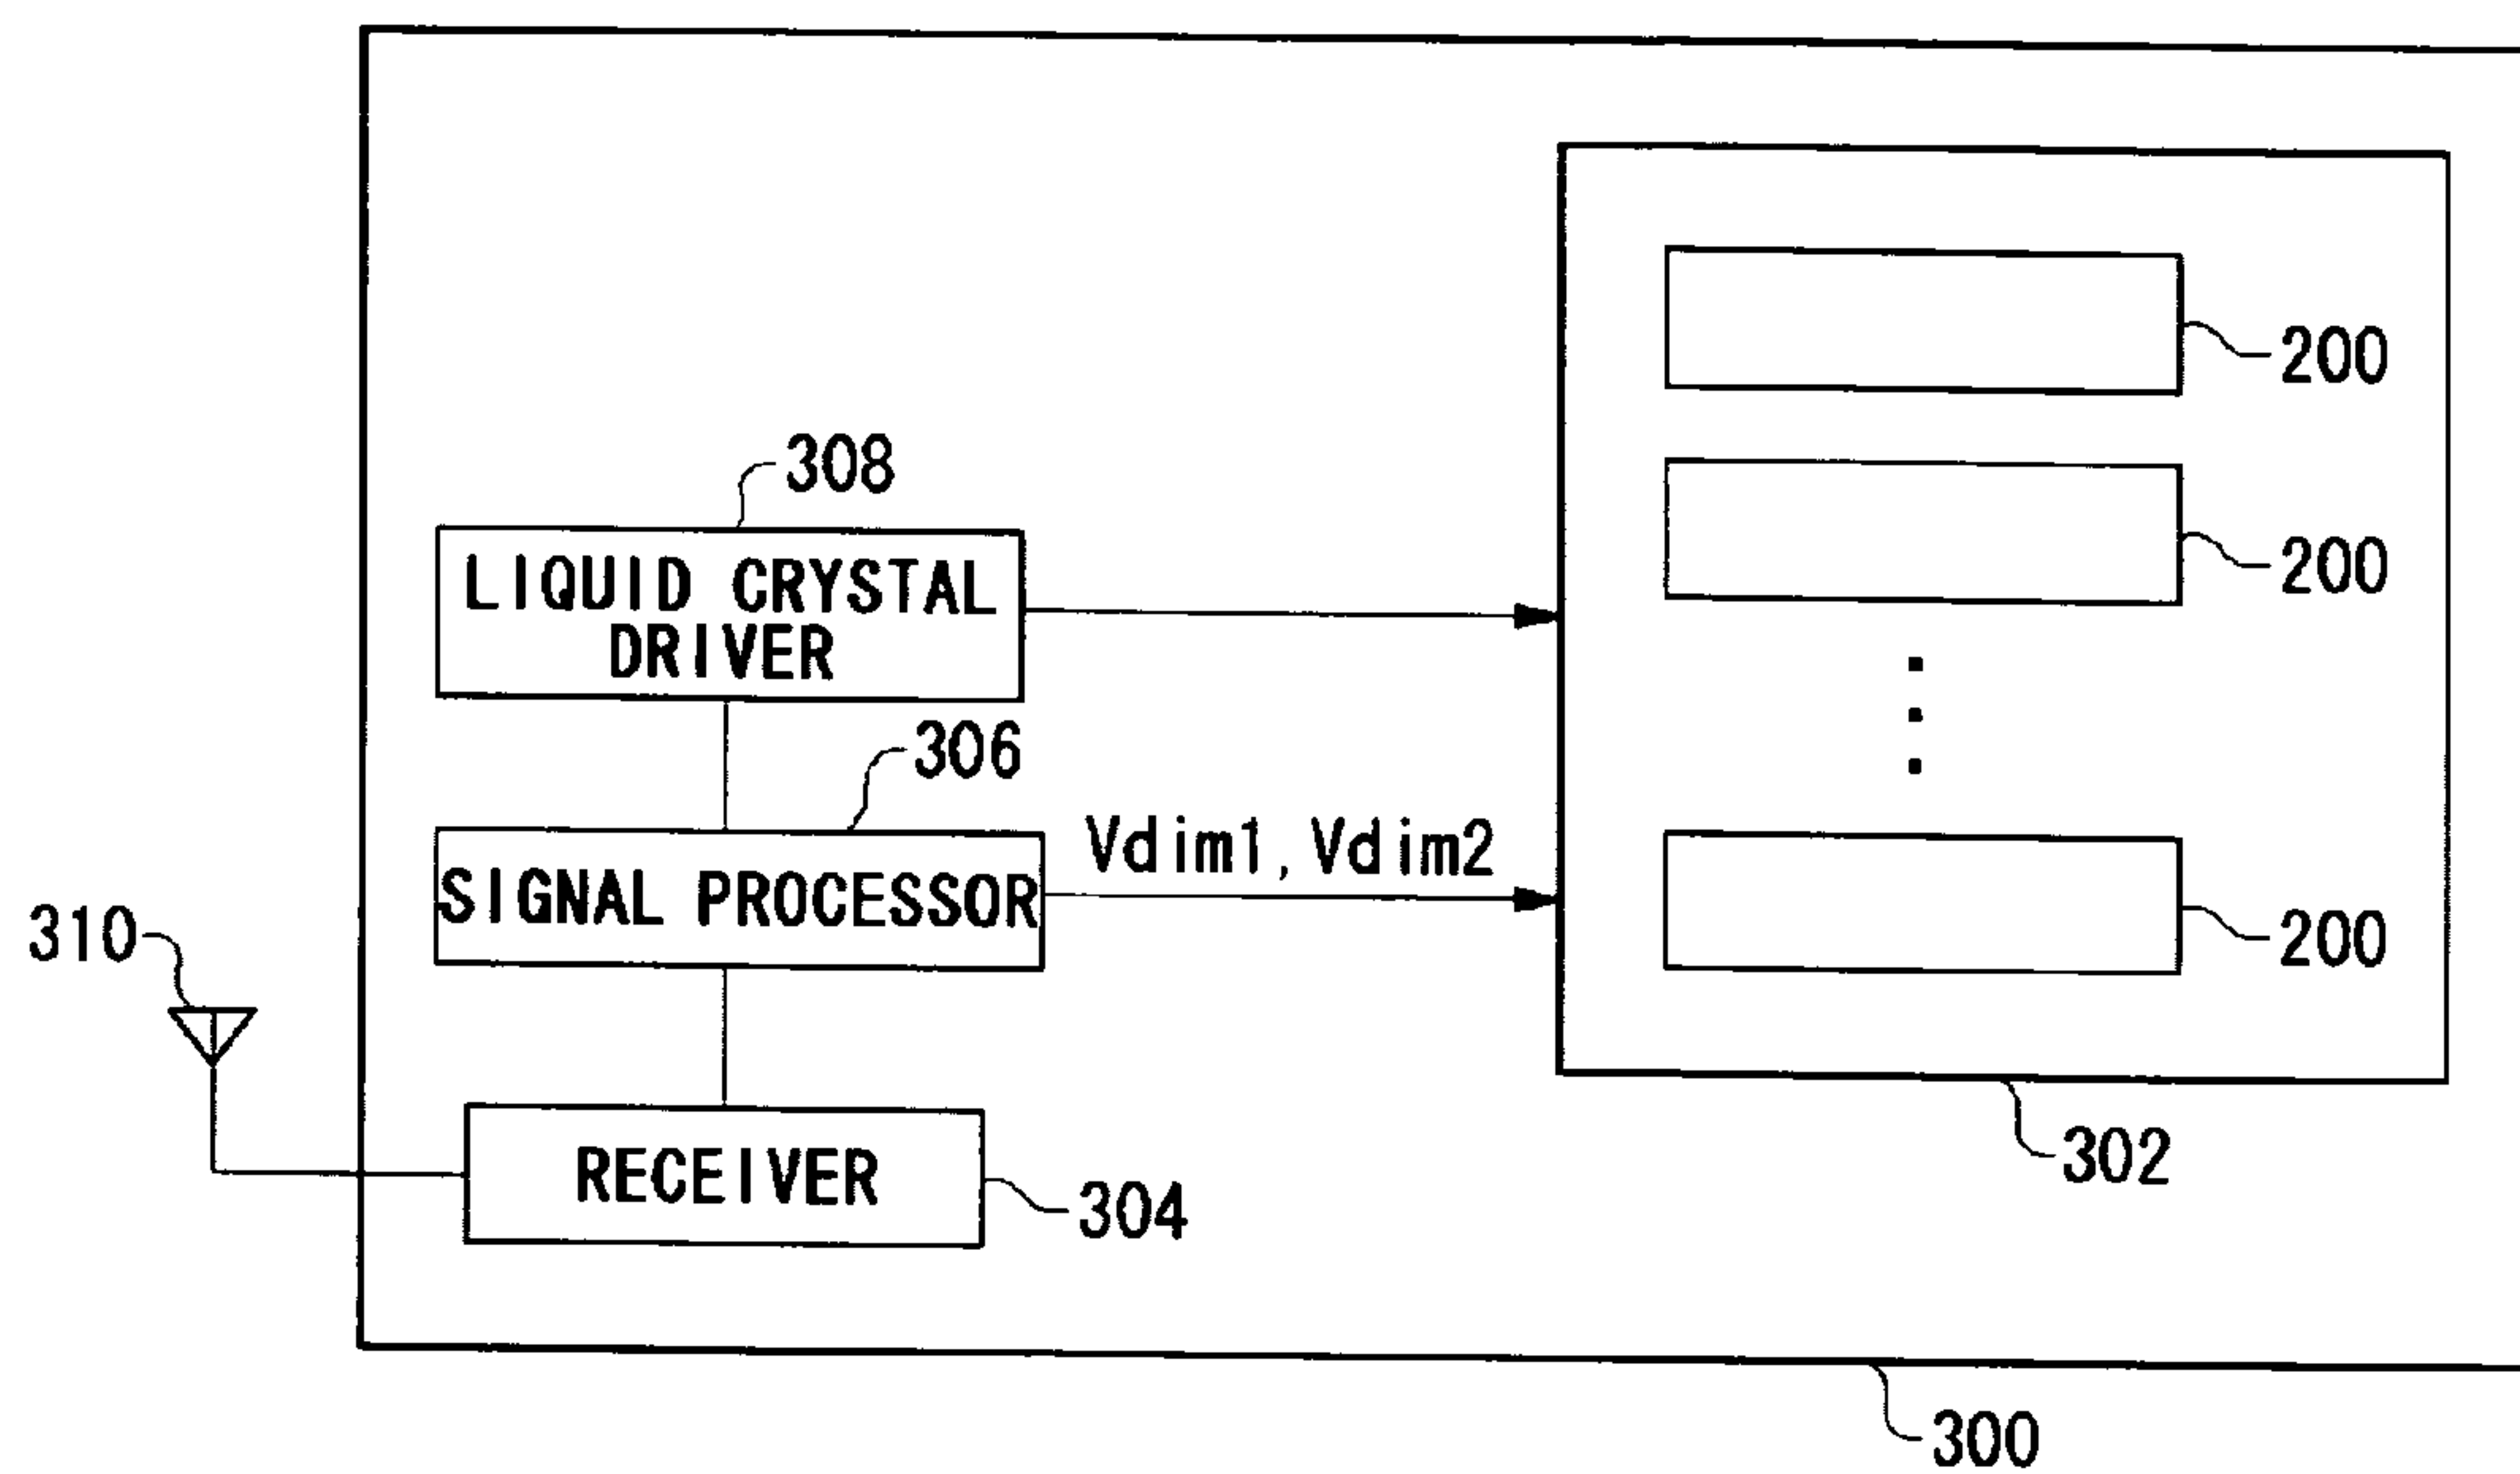 200
308
200
LIQUID CRYSTAL
DRIVER
306
Vdim1, Vdim2
SIGNAL PROCESSOR
310
200
302
RECEIVER
304
300